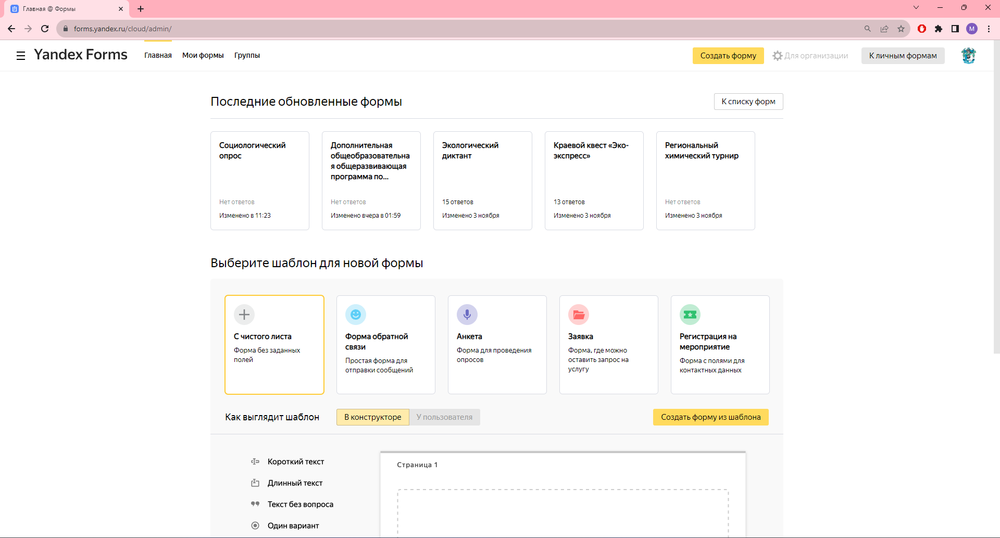 Главная @ Формы
forms.yandex.ru/cloud/admin/
M
Yandex Forms
Главная
Мои формы
Группы
Создать форму
Для организации
К личным формам
Последние обновленные формы
К списку форм
Социологический
опрос
Нет ответов
Изменено в 11:23
Дополнительная
общеобразовательна
я общеразвивающая
программа по...
Нет ответов
Изменено вчера в 01:59
Экологический
диктант
15 ответов
Изменено 3 ноября
Краевой квест «Эко-
экспресс»
13 ответов
Изменено 3 ноября
Региональный
химический турнир
Нет ответов
Изменено 3 ноября
Выберите шаблон для новой формы
С чистого листа
Форма без заданных
полей
Форма обратной
связи
Простая форма для
отправки сообщений
Анкета
Форма для проведения
опросов
Заявка
Форма, где можно
оставить запрос на
услугу
Регистрация на
мероприятие
Форма с полями для
контактных данных
Как выглядит шаблон
В конструкторе
У пользователя
Создать форму из шаблона
Короткий текст
Длинный текст
Текст без вопроса
Один вариант
Страница 1